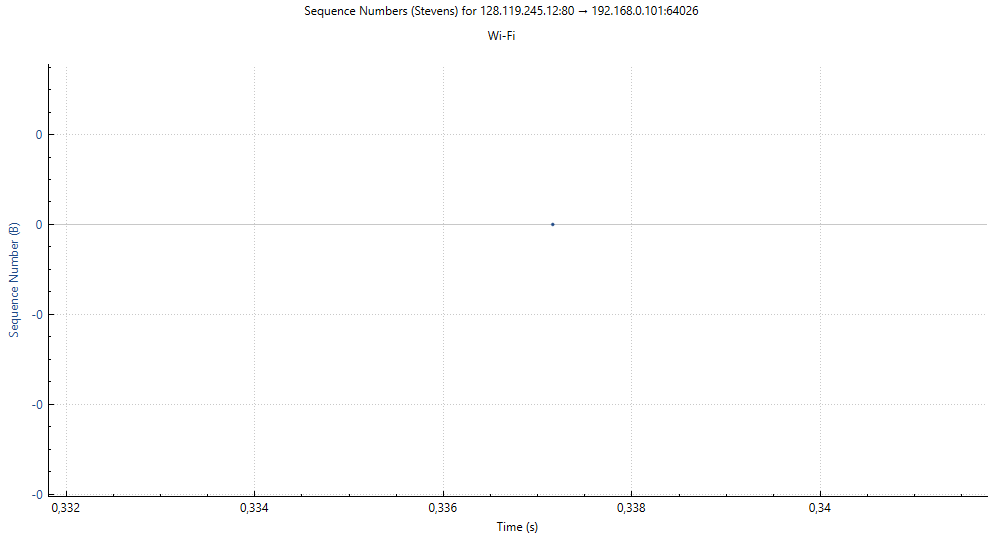 Sequence Numbers (Stevens) for 128.119.245.12:80 → 192.168.0.101:64026
Wi-Fi
Sequence Number (B)
0
0
-0
-0
-0
0,332
0,334
0,336
0,338
0,34
Time (s)